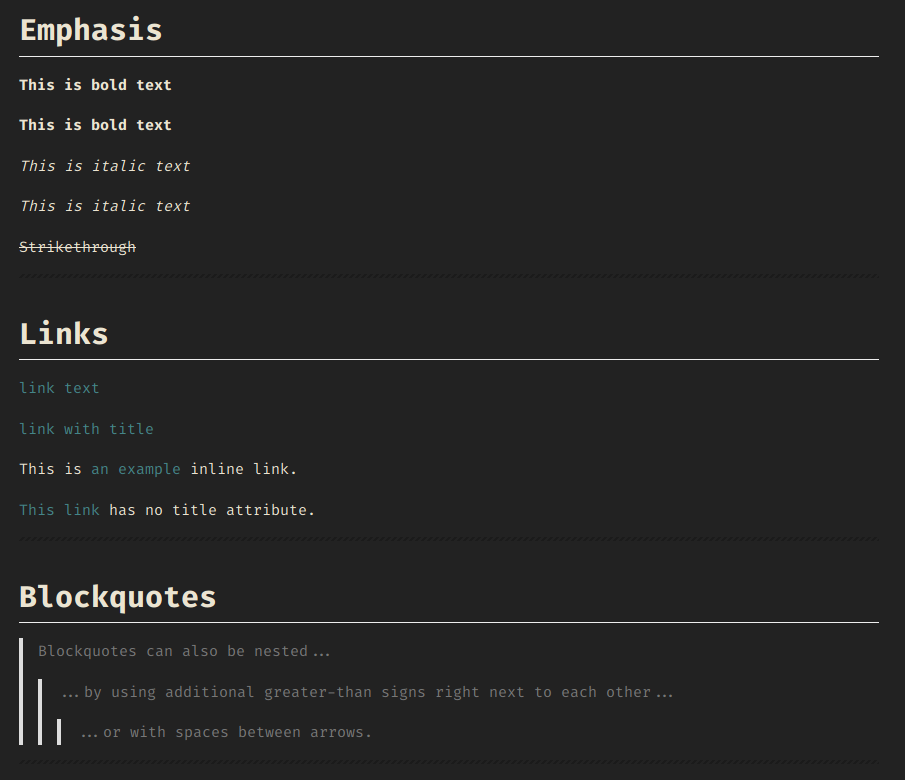 Emphasis
This is bold text
This is bold text
This is italic text
This is italic text
Strikethrough
Links
link text
link with title
This is an example inline link.
This link has no title attribute.
Blockquotes
Blockquotes can also be nested...
...by using additional greater-than signs right next to each other...
...or with spaces between arrows.